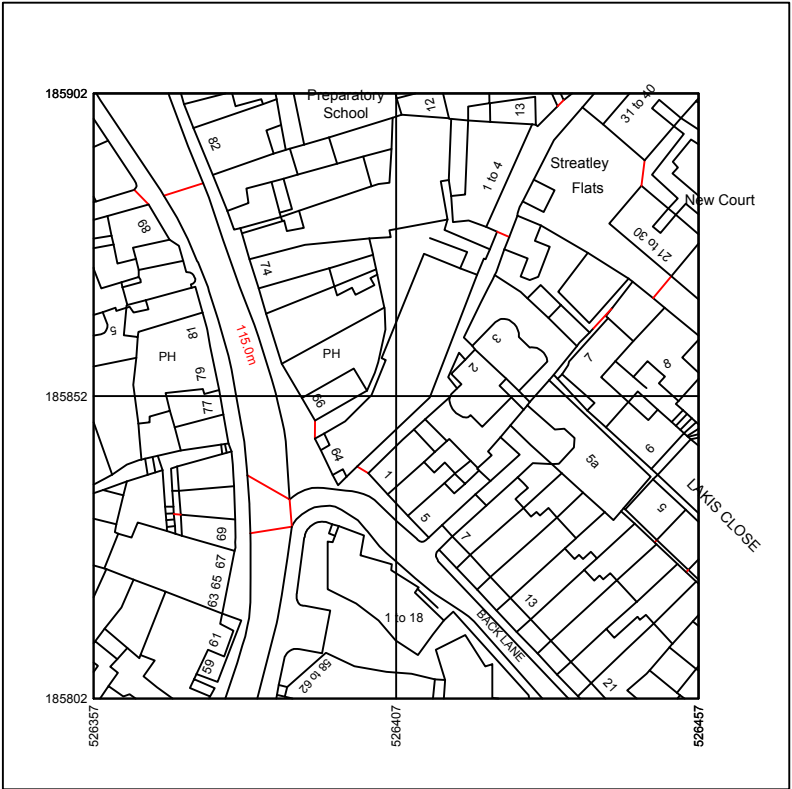 185902
Preparatory
School
12
13
31 to 40
82
1 to 4
Streatley
Flats
New Court
89
21 to 30
74
5
81
115.0m
PH
PH
3
7
8
79
2
77
185852
66
64
1
5a
6
LAKIS CLOSE
5
5
69
7
67
65
63
13
1 to 18
BACK LANE
61
59
58 to 62
21
185802
526357
526407
526457